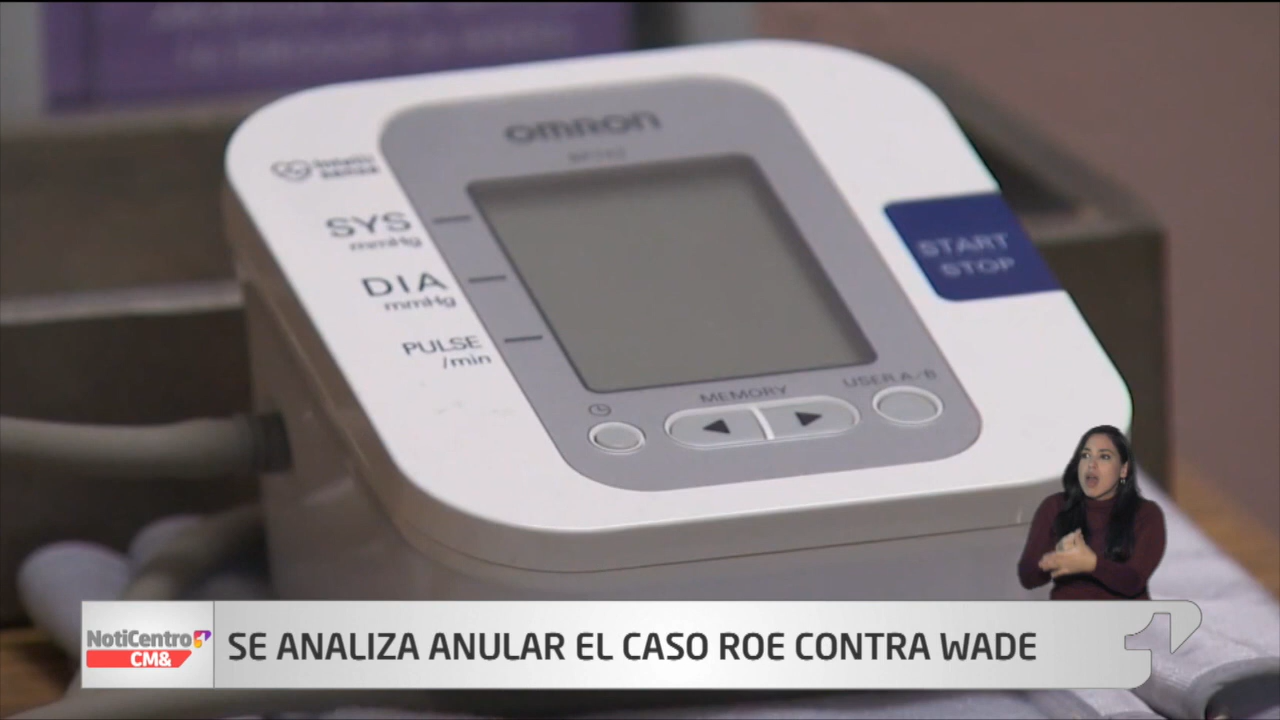 OMRON
SYS
mmHg
DIA
mmHg
PULSE
/min
START
STOP
MEMORY
USER A/B
NotiCentro 1
CM&
SE ANALIZA ANULAR EL CASO ROE CONTRA WADE